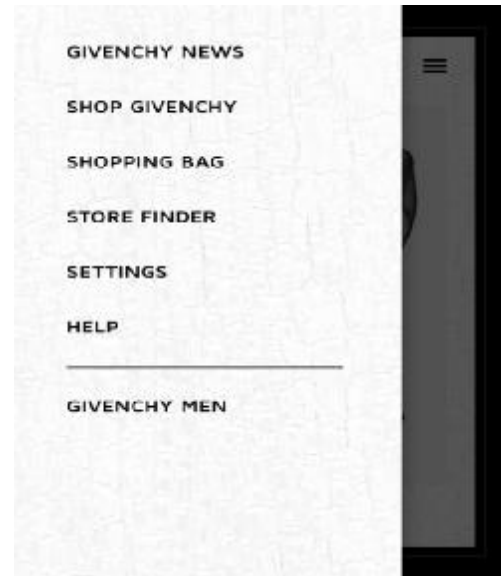 GIVENCHY NEWS
SHOP GIVENCHY
SHOPPING BAG
STORE FINDER
SETTINGS
HELP
GIVENCHY MEN